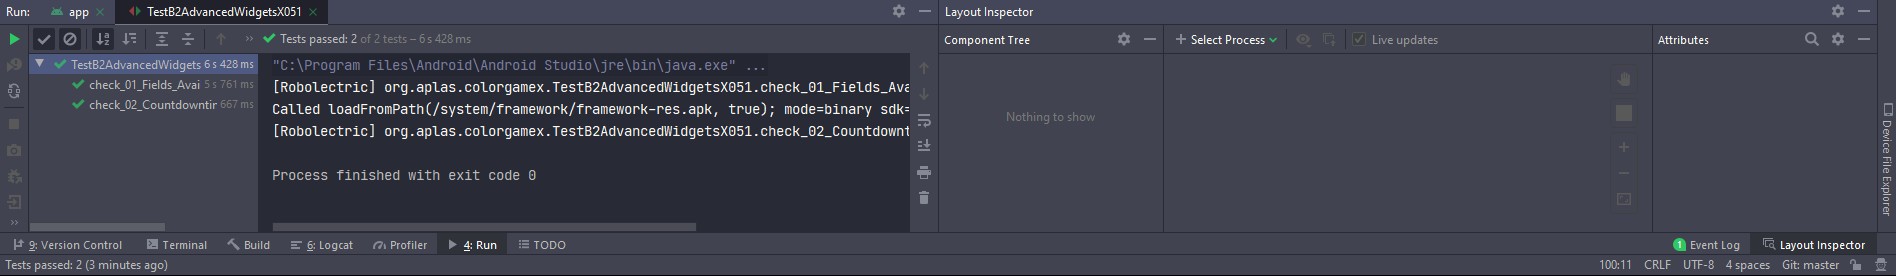 Run: app × TestB2AdvancedWidgetsX051 ×
Tests passed: 2 of 2 tests – 6 s 428 ms
TestB2AdvancedWidgets 6 s 428 ms
check_01_Fields_Avai 5 s 761 ms
check_02_Countdowntir 667 ms
"C:\Program Files\Android\Android Studio\jre\bin\java.exe" ...
[Robolectric] org.aplas.colorgamex.TestB2AdvancedWidgetsX051.check_01_Fields_Ava
Called loadFromPath(/system/framework/framework-res.apk, true); mode=binary sdk=
[Robolectric] org.aplas.colorgamex.TestB2AdvancedWidgetsX051.check_02_Countdownt
Process finished with exit code 0
Layout Inspector
Component Tree
Select Process
Live updates
Attributes
Nothing to show
Device File Explorer
9: Version Control Terminal Build 6: Logcat Profiler 4: Run TODO
1 Event Log Layout Inspector
Tests passed: 2 (3 minutes ago)
100:11 CRLF UTF-8 4 spaces Git: master